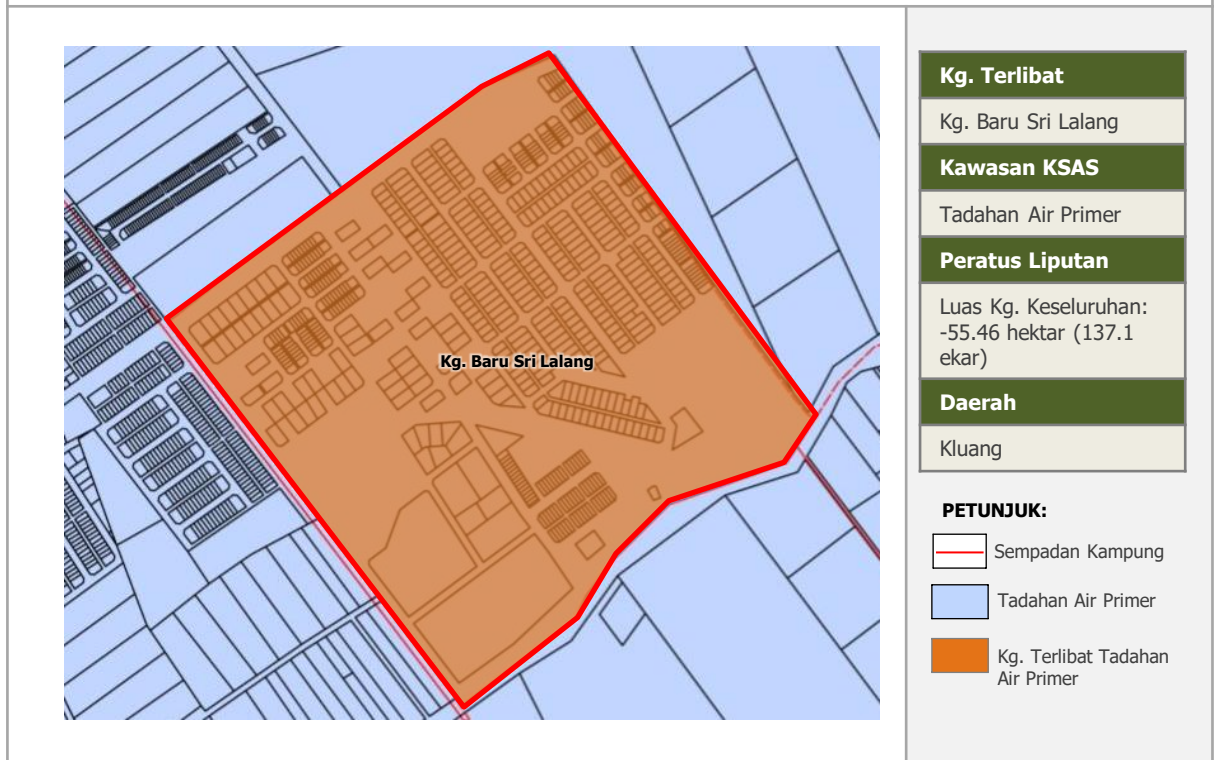 Kg. Baru Sri Lalang
Kg. Terlibat
Kg. Baru Sri Lalang
Kawasan KSAS
Tadahan Air Primer
Peratus Liputan
Luas Kg. Keseluruhan:
-55.46 hektar (137.1
ekar)
Daerah
Kluang
PETUNJUK:
Sempadan Kampung
Tadahan Air Primer
Kg. Terlibat Tadahan
Air Primer